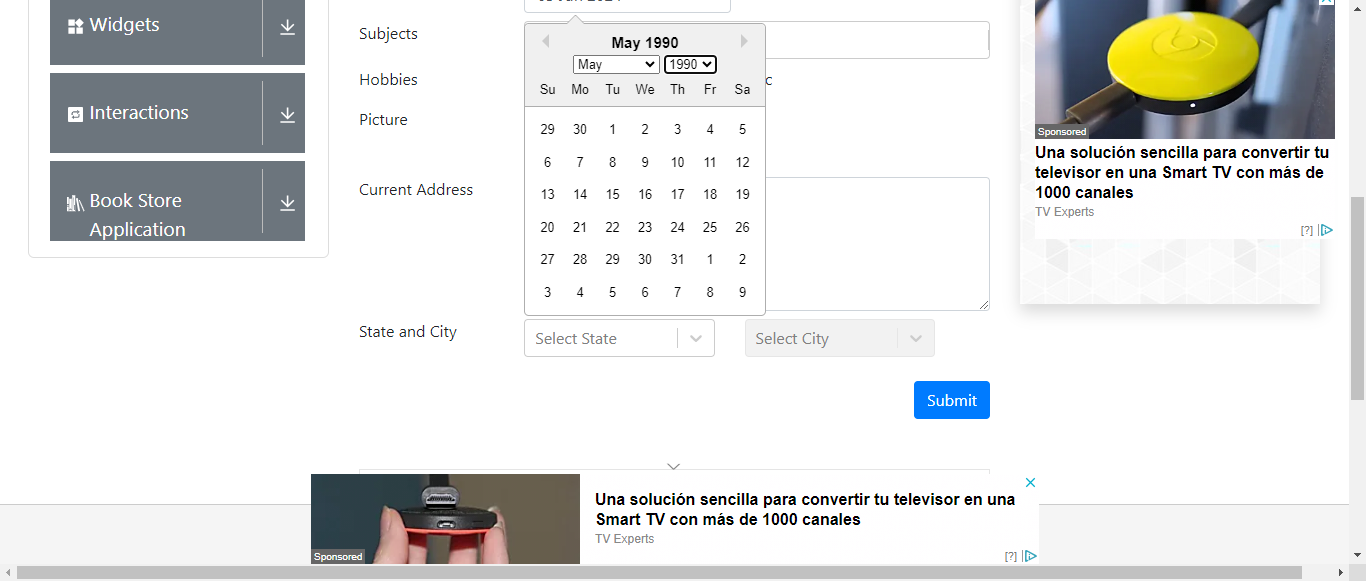 Widgets
Interactions
Book Store
Application
Subjects
Hobbies
Picture
Current Address
State and City
May 1990
May 1990
Su Mo Tu We Th Fr Sa
29 30 1 2 3 4 5
6 7 8 9 10 11 12
13 14 15 16 17 18 19
20 21 22 23 24 25 26
27 28 29 30 31 1 2
3 4 5 6 7 8 9
c
Select State
Select City
Submit
Sponsored
Una solución sencilla para convertir tu
televisor en una Smart TV con más de
1000 canales
TV Experts
[?]
Sponsored
Una solución sencilla para convertir tu televisor en una
Smart TV con más de 1000 canales
TV Experts
[?]